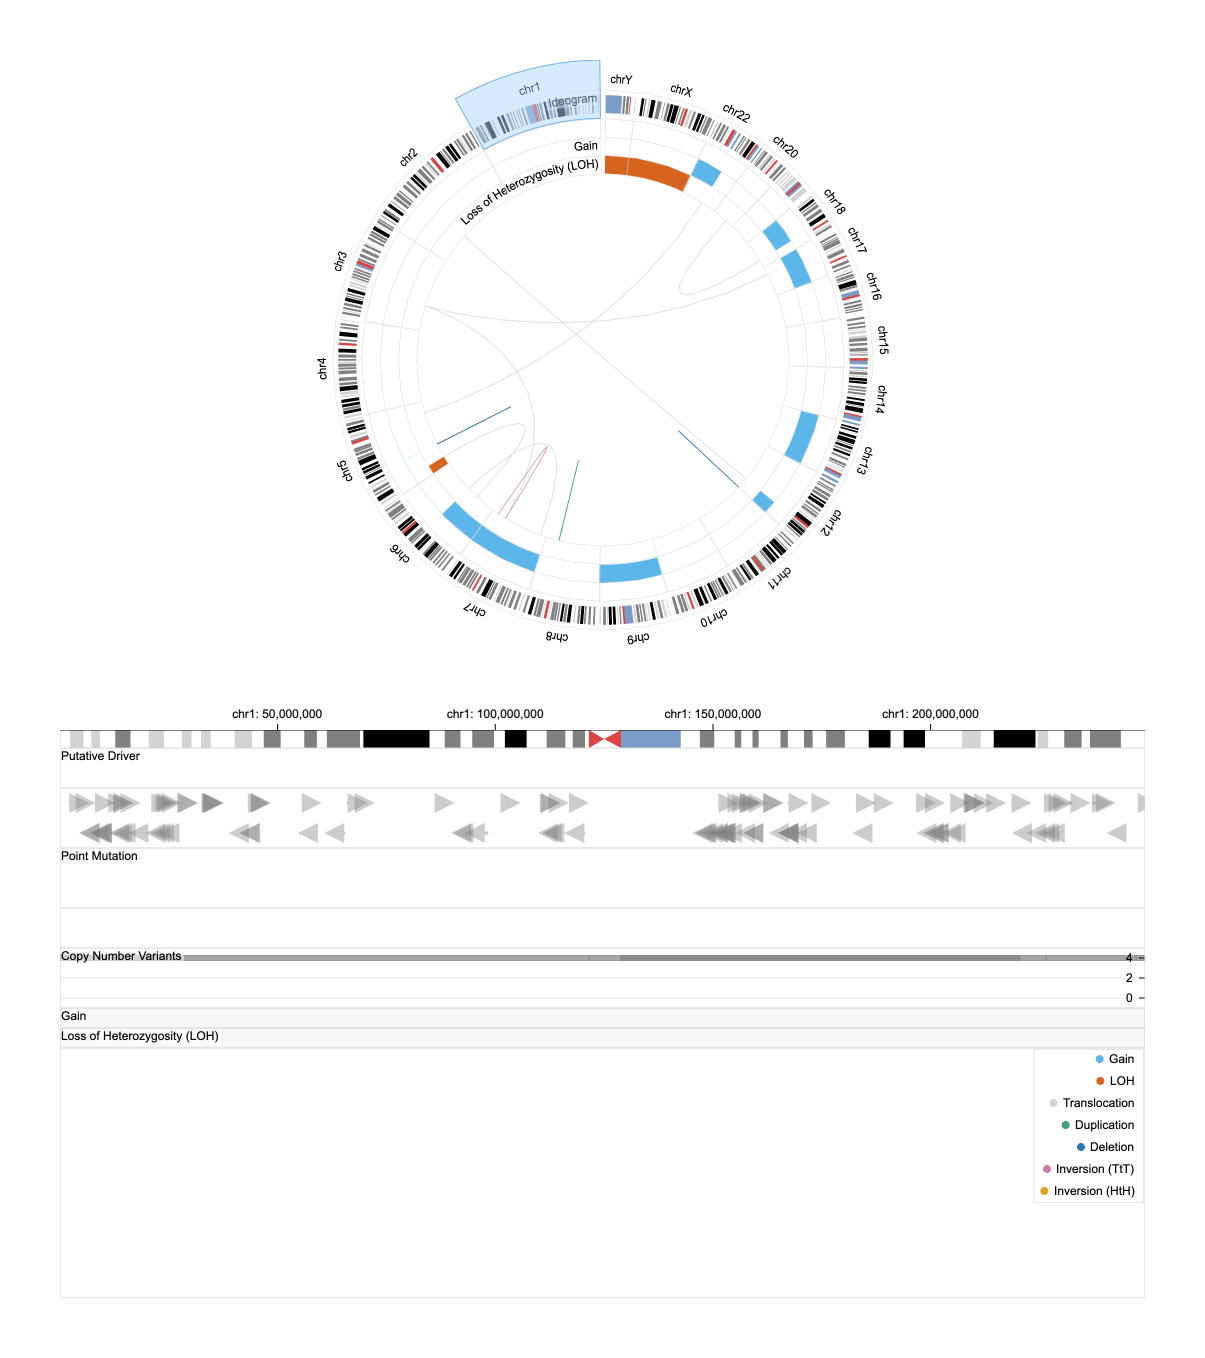 chr1
Ideogram
Gain
Loss of Heterozygosity (LOH)
chrY
chrX
chr22
chr20
chr18
chr17
chr16
chr15
chr14
chr13
chr12
chr11
chr10
chr9
chr8
chr7
chr6
chr5
chr4
chr3
chr2
chr1: 50,000,000
chr1: 100,000,000
chr1: 150,000,000
chr1: 200,000,000
Putative Driver
Point Mutation
Copy Number Variants
4
2
0
Gain
Loss of Heterozygosity (LOH)
Gain
LOH
Translocation
Duplication
Deletion
Inversion (TtT)
Inversion (HtH)